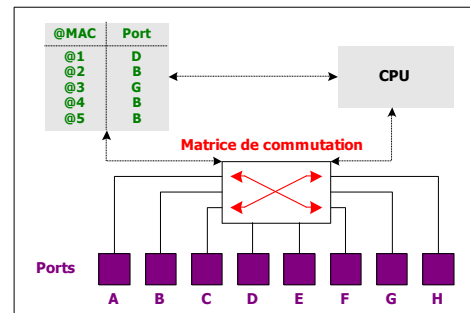 @MAC Port
@1 D
@2 B
@3 G
@4 B
@5 B
CPU
Matrice de commutation
Ports
A B C D E F G H